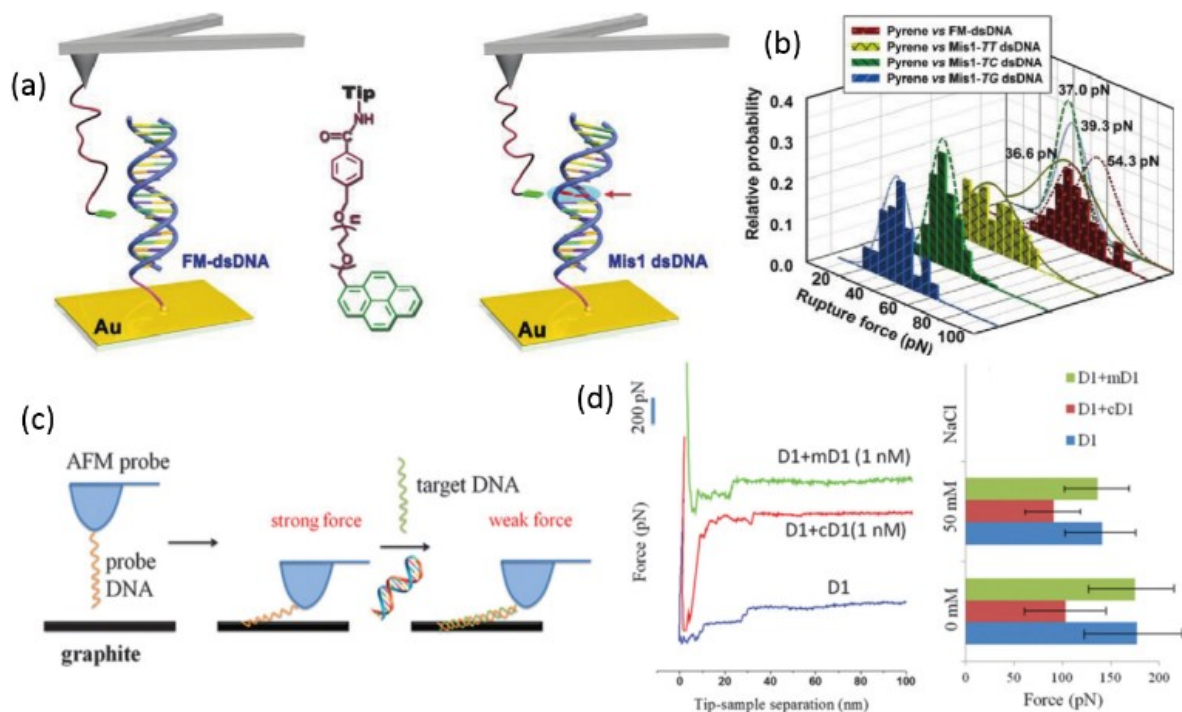 (a)
FM-dsDNA
Au
Tip
NH
O=C
O
n
O
Mis1 dsDNA
Au
(b)
Pyrene vs FM-dsDNA
Pyrene vs Mis1-TT dsDNA
Pyrene vs Mis1-TC dsDNA
Pyrene vs Mis1-TG dsDNA
Relative probability
0.4
0.3
0.2
0.1
0.0
37.0 pN
39.3 pN
36.6 pN
54.3 pN
20
40
60
80
100
Rupture force (pN)
(c)
AFM probe
probe
DNA
graphite
strong force
target DNA
weak force
(d)
200 pN
Force (pN)
D1+mD1 (1 nM)
D1+cD1(1 nM)
D1
0 20 40 60 80 100
Tip-sample separation (nm)
D1+mD1
D1+cD1
D1
NaCl
50 mM
0 mM
0 50 100 150 200
Force (pN)